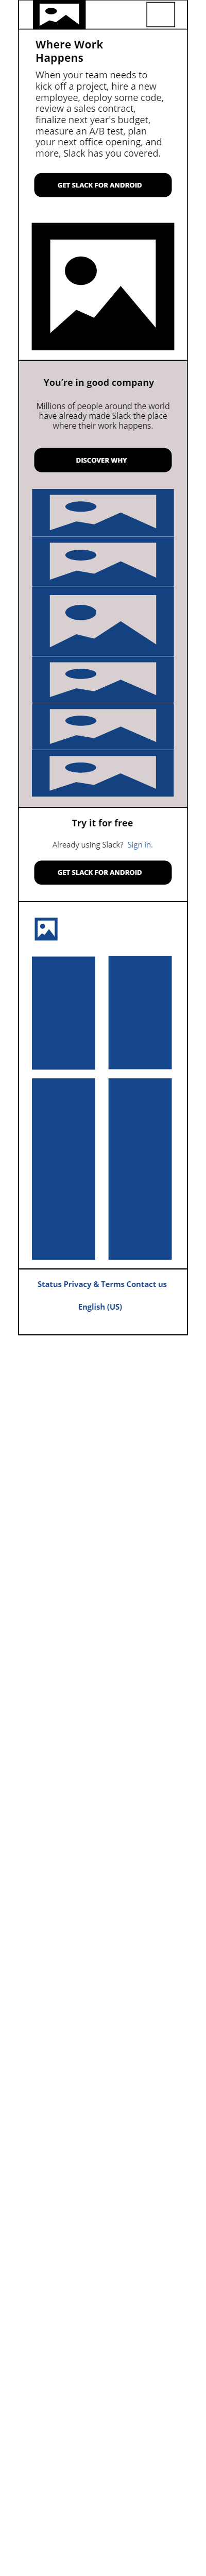 Where Work
Happens
When your team needs to
kick off a project, hire a new
employee, deploy some code,
review a sales contract,
finalize next year's budget,
measure an A/B test, plan
your next office opening, and
more, Slack has you covered.
GET SLACK FOR ANDROID
You're in good company
Millions of people around the world
have already made Slack the place
where their work happens.
DISCOVER WHY
Try it for free
Already using Slack? Sign in.
GET SLACK FOR ANDROID
Status Privacy & Terms Contact us
English (US)